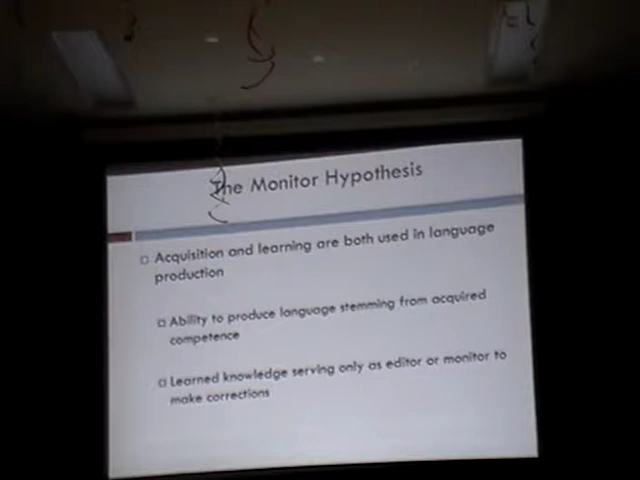 The Monitor Hypothesis
Acquisition and learning are both used in language
production
Ability to produce language stemming from acquired
competence
Learned knowledge serving only as editor or monitor to
make corrections